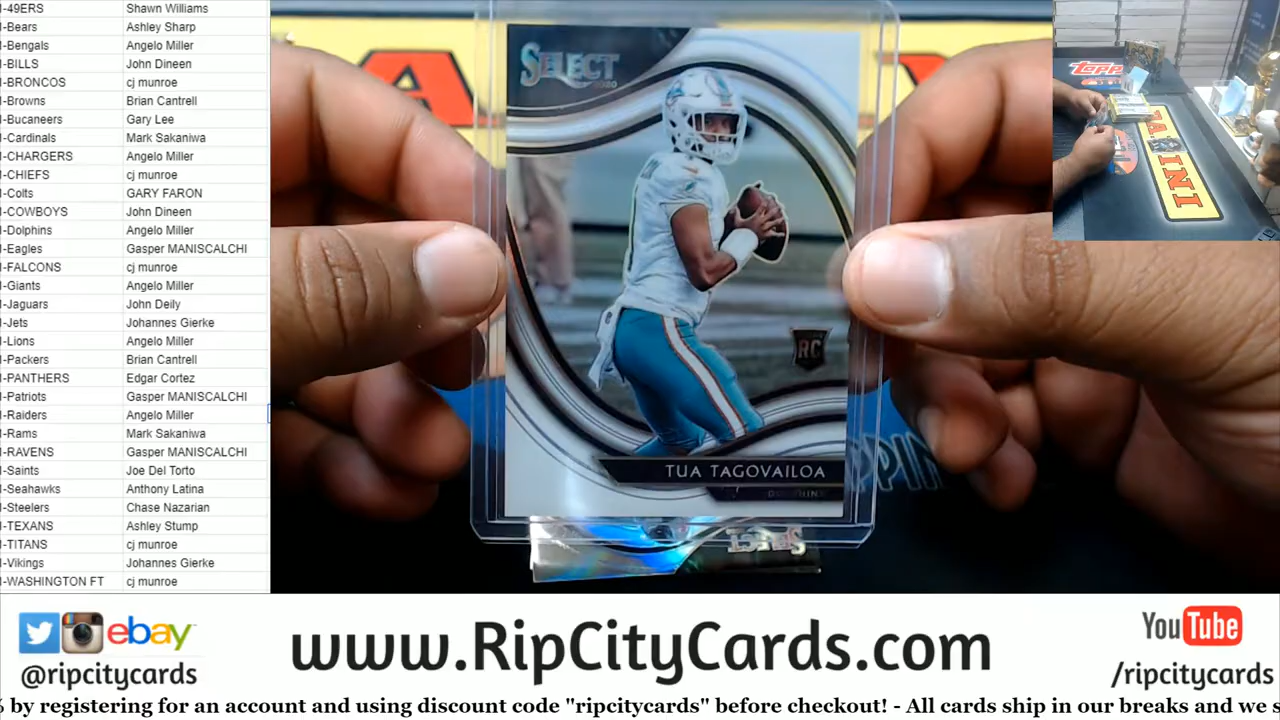 -49ERS Shawn Williams
-Bears Ashley Sharp
-Bengals Angelo Miller
-BILLS John Dineen
-BRONCOS cj munroe
-Browns Brian Cantrell
-Bucaneers Gary Lee
-Cardinals Mark Sakaniwa
-CHARGERS Angelo Miller
-CHIEFS cj munroe
-Colts GARY FARON
-COWBOYS John Dineen
-Dolphins Angelo Miller
-Eagles Gasper MANISCALCHI
-FALCONS cj munroe
-Giants Angelo Miller
-Jaguars John Deily
-Jets Johannes Gierke
-Lions Angelo Miller
-Packers Brian Cantrell
-PANTHERS Edgar Cortez
-Patriots Gasper MANISCALCHI
-Raiders Angelo Miller
-Rams Mark Sakaniwa
-RAVENS Gasper MANISCALCHI
-Saints Joe Del Torto
-Seahawks Anthony Latina
-Steelers Chase Nazarian
-TEXANS Ashley Stump
-TITANS cj munroe
-Vikings Johannes Gierke
-WASHINGTON FT cj munroe
SELECT
2020
RC
TUA TAGOVAILOA
DOLPHINS
SELECT
Topps
PANINI
ebay
@ripcitycards
www.RipCityCards.com
YouTube
/ripcitycards
% by registering for an account and using discount code "ripcitycards" before checkout! - All cards ship in our breaks and we s